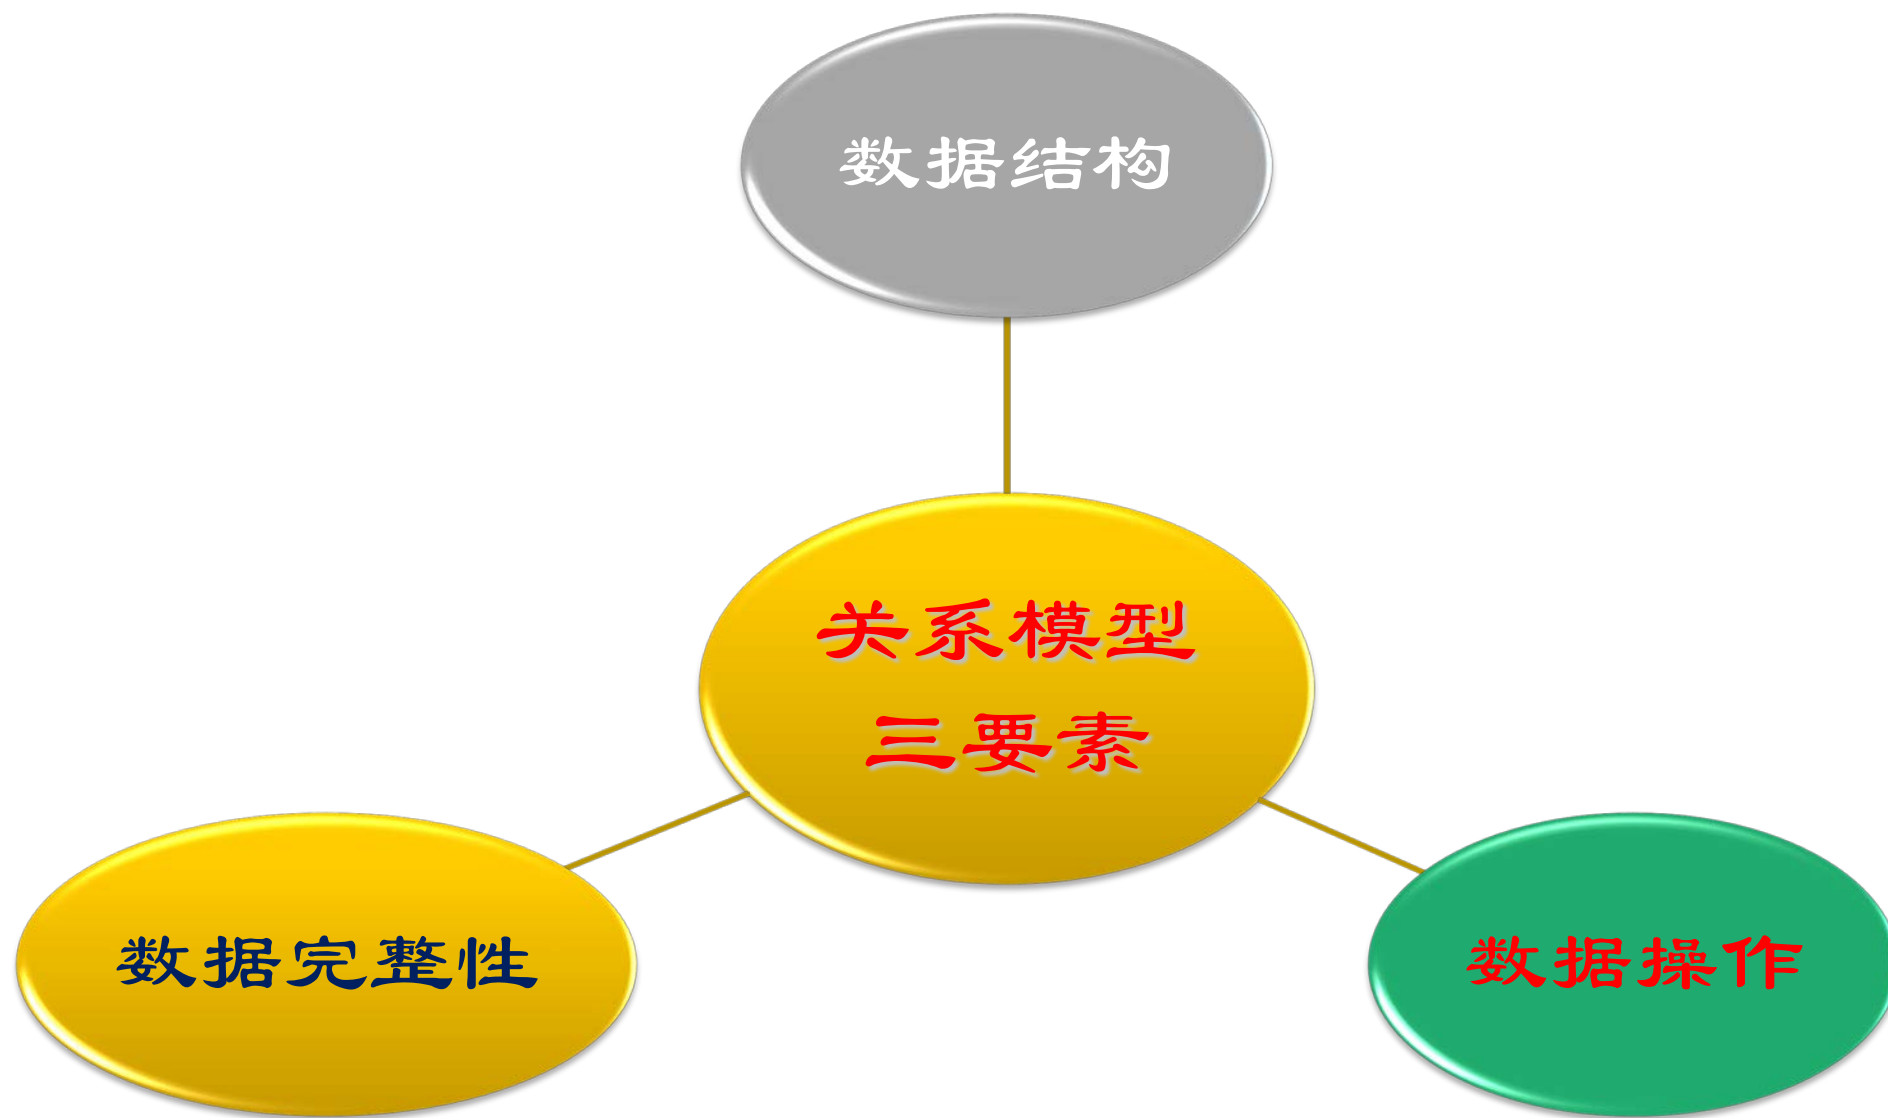 数据结构
关系模型
三要素
数据完整性
数据操作